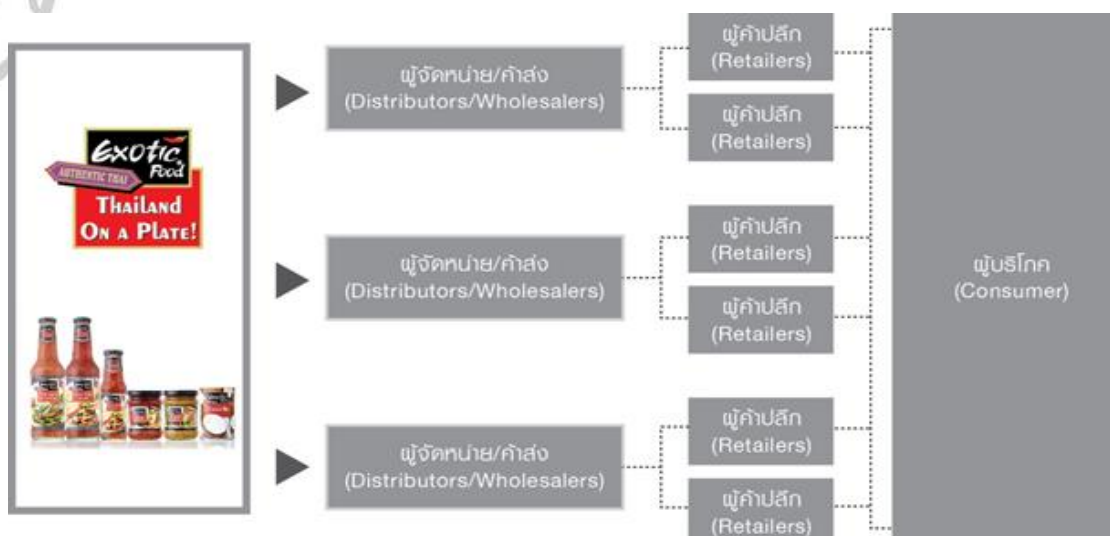 Exotic
Food
AUTHENTIC THAI
THAILAND
ON A PLATE!
ผู้จัดหน่าย/ค้าส่ง
(Distributors/Wholesalers)
ผู้ค้าปลีก
(Retailers)
ผู้ค้าปลีก
(Retailers)
ผู้จัดหน่าย/ค้าส่ง
(Distributors/Wholesalers)
ผู้ค้าปลีก
(Retailers)
ผู้ค้าปลีก
(Retailers)
ผู้จัดหน่าย/ค้าส่ง
(Distributors/Wholesalers)
ผู้ค้าปลีก
(Retailers)
ผู้ค้าปลีก
(Retailers)
ผู้บริโภค
(Consumer)